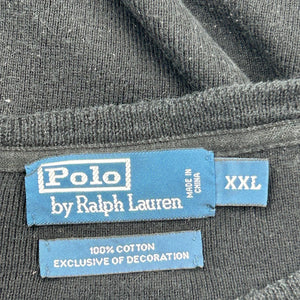 Polo
by Ralph Lauren
MADE IN
CHINA
XXL
100% COTTON
EXCLUSIVE OF DECORATION